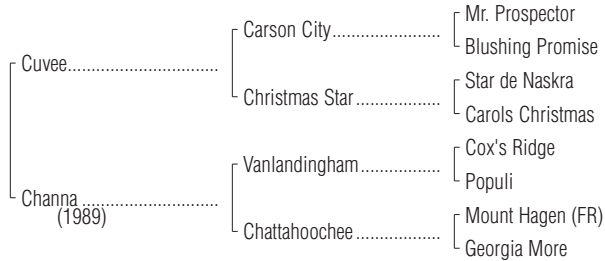 Mr. Prospector
Carson City
Blushing Promise
Cuvee
Star de Naskra
Christmas Star
Carols Christmas
Cox's Ridge
Vanlandingham
Populi
Channa
(1989)
Mount Hagen (FR)
Chattahoochee
Georgia More